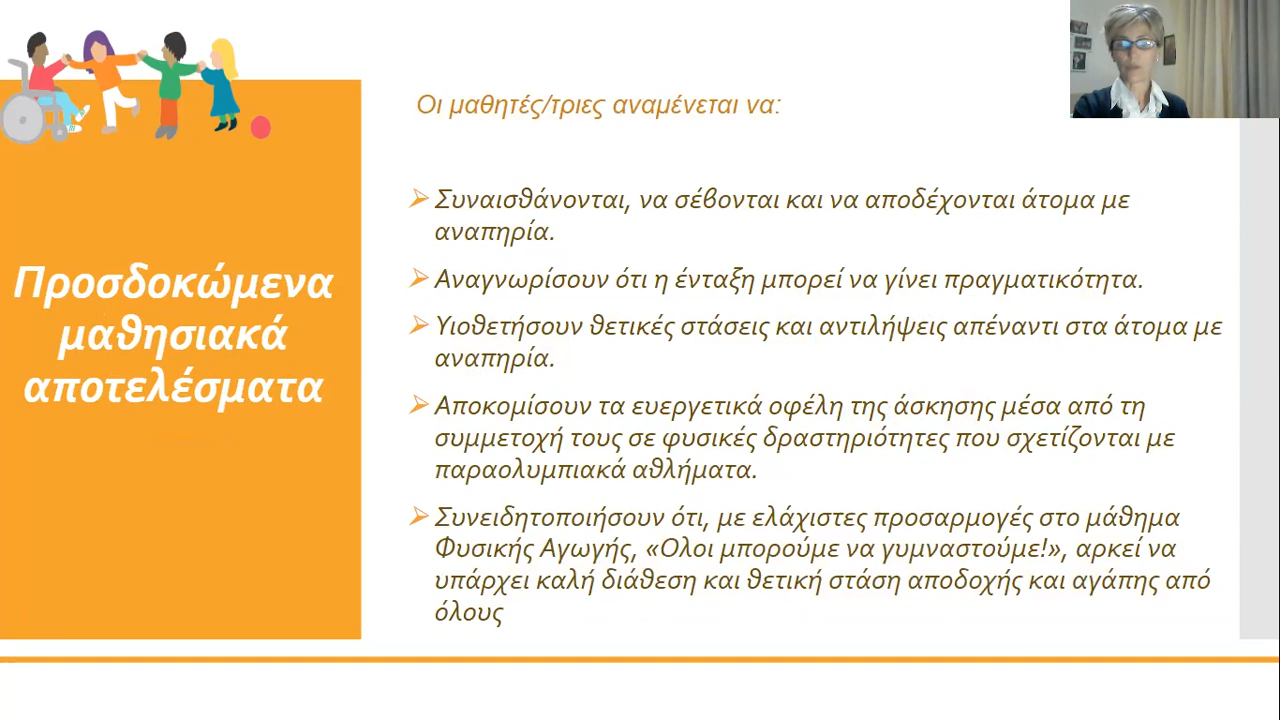 Οι μαθητές/τριες αναμένεται να:
Προσδοκώμενα
μαθησιακά
αποτελέσματα
Συναισθάνονται, να σέβονται και να αποδέχονται άτομα με
αναπηρία.
Αναγνωρίσουν ότι η ένταξη μπορεί να γίνει πραγματικότητα.
Υιοθετήσουν θετικές στάσεις και αντιλήψεις απέναντι στα άτομα με
αναπηρία.
Αποκομίσουν τα ευεργετικά οφέλη της άσκησης μέσα από τη
συμμετοχή τους σε φυσικές δραστηριότητες που σχετίζονται με
παραολυμπιακά αθλήματα.
Συνειδητοποιήσουν ότι, με ελάχιστες προσαρμογές στο μάθημα
Φυσικής Αγωγής, «Ολοι μπορούμε να γυμναστούμε!», αρκεί να
υπάρχει καλή διάθεση και θετική στάση αποδοχής και αγάπης από
όλους